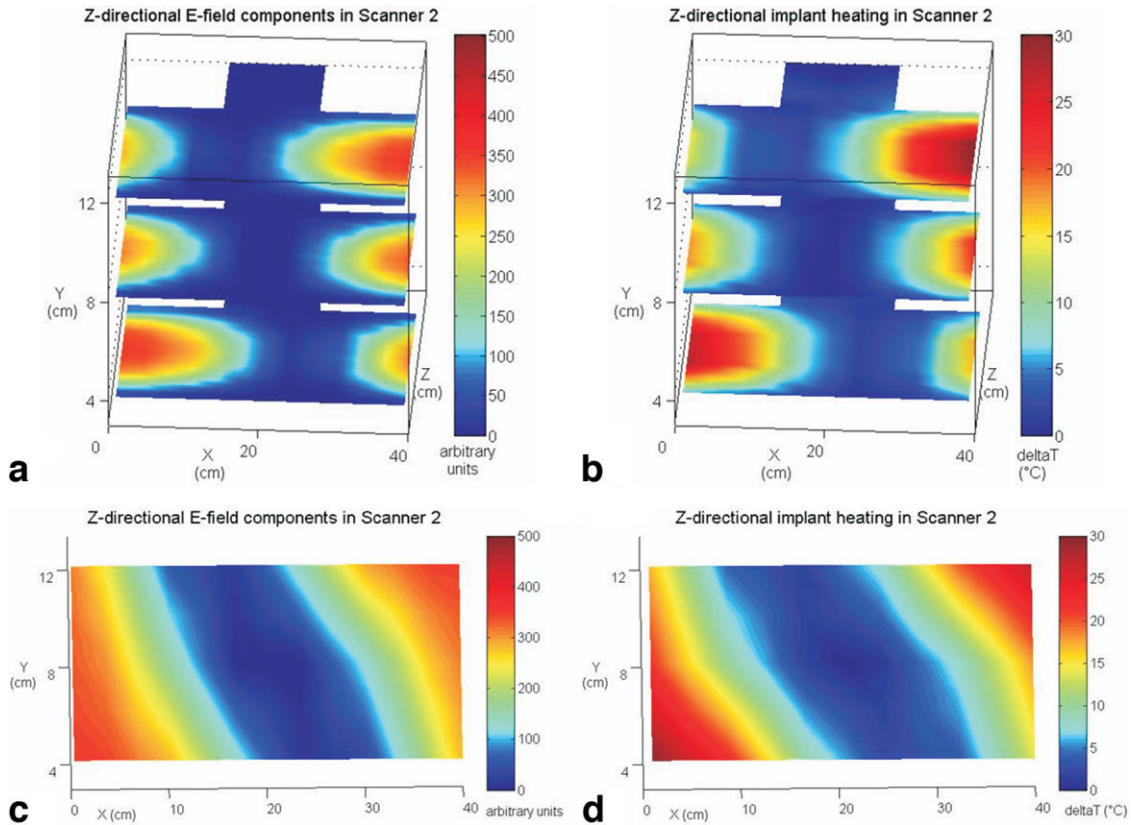 Z-directional E-field components in Scanner 2
500
450
400
350
300
250
200
150
100
50
0
arbitrary
units
12
Y
(cm)
8
4
Z
(cm)
0
20
40
X
(cm)
a
Z-directional implant heating in Scanner 2
30
25
20
15
10
5
0
deltaT
(°C)
12
Y
(cm)
8
4
Z
(cm)
0
20
40
X
(cm)
b
Z-directional E-field components in Scanner 2
500
400
300
200
100
0
arbitrary units
12
Y
(cm)
8
4
0
X (cm)
10
20
30
40
c
Z-directional implant heating in Scanner 2
30
25
20
15
10
5
0
deltaT (°C)
12
Y
(cm)
8
4
0
X (cm)
10
20
30
40
d